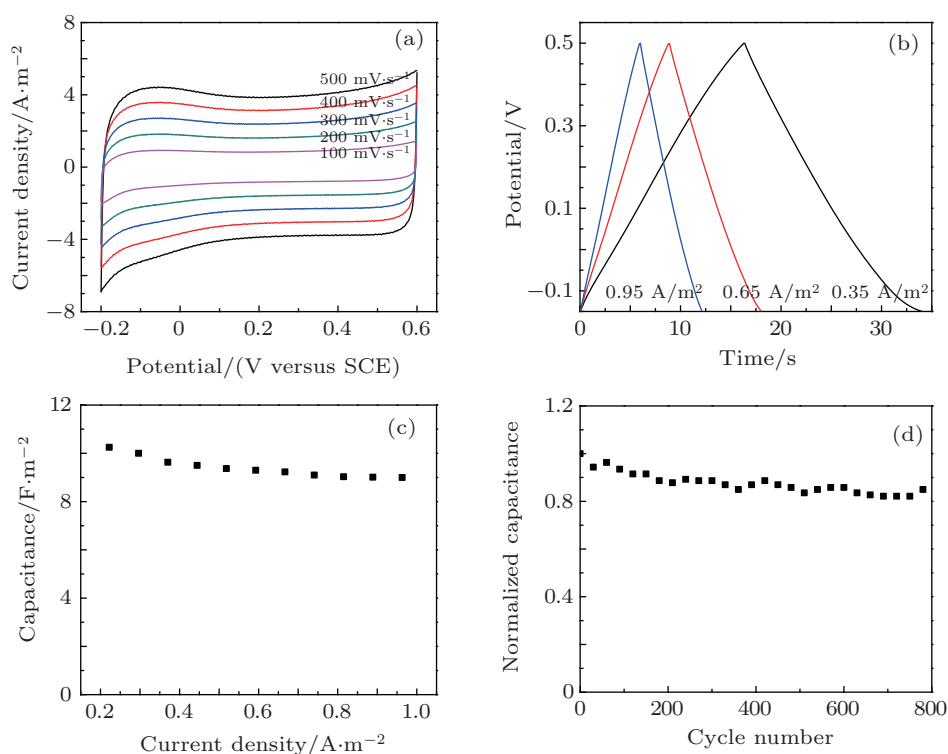 (a)
8
4
0
−4
−8
Current density/A·m−2
500 mV·s−1
400 mV·s−1
300 mV·s−1
200 mV·s−1
100 mV·s−1
−0.2 0 0.2 0.4 0.6
Potential/(V versus SCE)
(b)
0.5
0.3
0.1
−0.1
Potential/V
0.95 A/m2 0.65 A/m2 0.35 A/m2
0 10 20 30
Time/s
(c)
12
8
4
0
Capacitance/F·m−2
0.2 0.4 0.6 0.8 1.0
Current density/A·m−2
(d)
1.2
0.8
0.4
0
Normalized capacitance
0 200 400 600 800
Cycle number